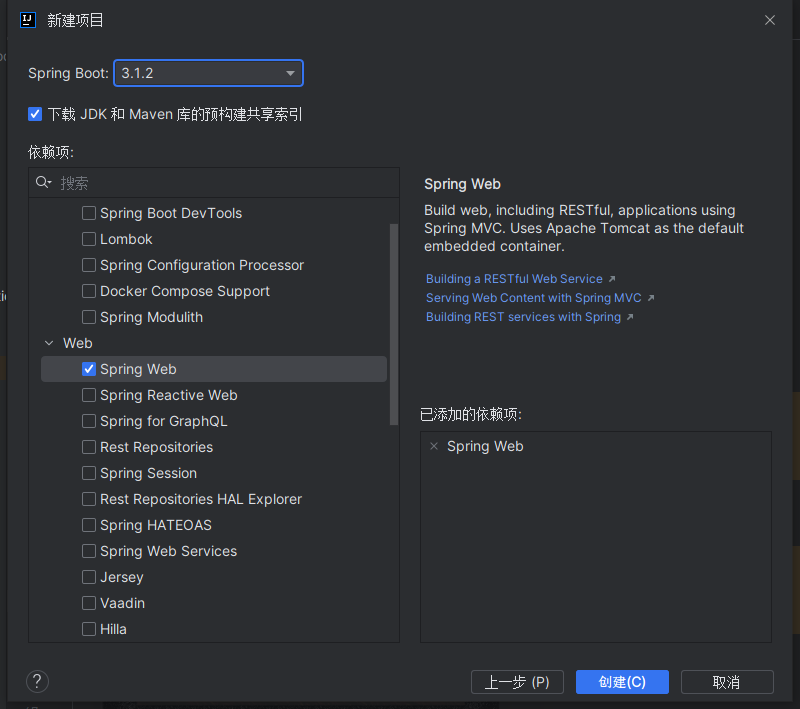 新建项目
Spring Boot: 3.1.2
下载 JDK 和 Maven 库的预构建共享索引
依赖项:
搜索
Spring Boot DevTools
Lombok
Spring Configuration Processor
Docker Compose Support
Spring Modulith
Web
Spring Web
Spring Reactive Web
Spring for GraphQL
Rest Repositories
Spring Session
Rest Repositories HAL Explorer
Spring HATEOAS
Spring Web Services
Jersey
Vaadin
Hilla
Spring Web
Build web, including RESTful, applications using
Spring MVC. Uses Apache Tomcat as the default
embedded container.
Building a RESTful Web Service ↗
Serving Web Content with Spring MVC ↗
Building REST services with Spring ↗
已添加的依赖项:
× Spring Web
?
上一步 (P)
创建(C)
取消